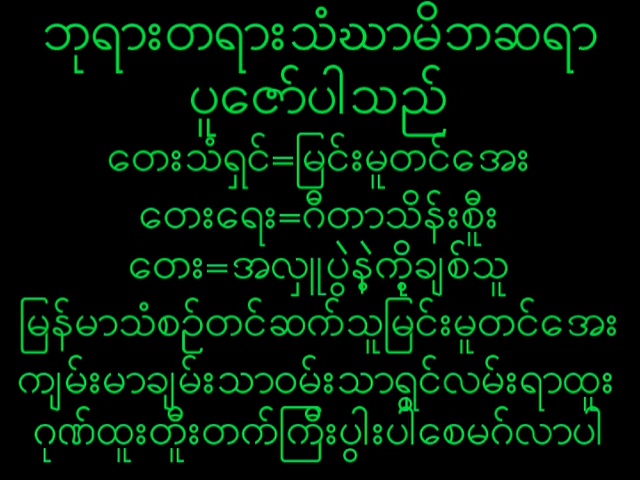 ဘုရားတရားသံဃာမိဘဆရာ
ပူဇော်ပါသည်
တေးသံရှင်=မြင်းမူတင်အေး
တေးရေး=ဂီတာသိန်းစိုး
တေး=အလှူပွဲနဲ့ကိုချစ်သူ
မြန်မာသံစဉ်တင်ဆက်သူမြင်းမူတင်အေး
ကျမ်းမာချမ်းသာဝမ်းသာရွှင်လမ်းရာထူး
ဂုဏ်ထူးတိုးတက်ကြီးပွါးပါစေမင်္ဂလာပါ